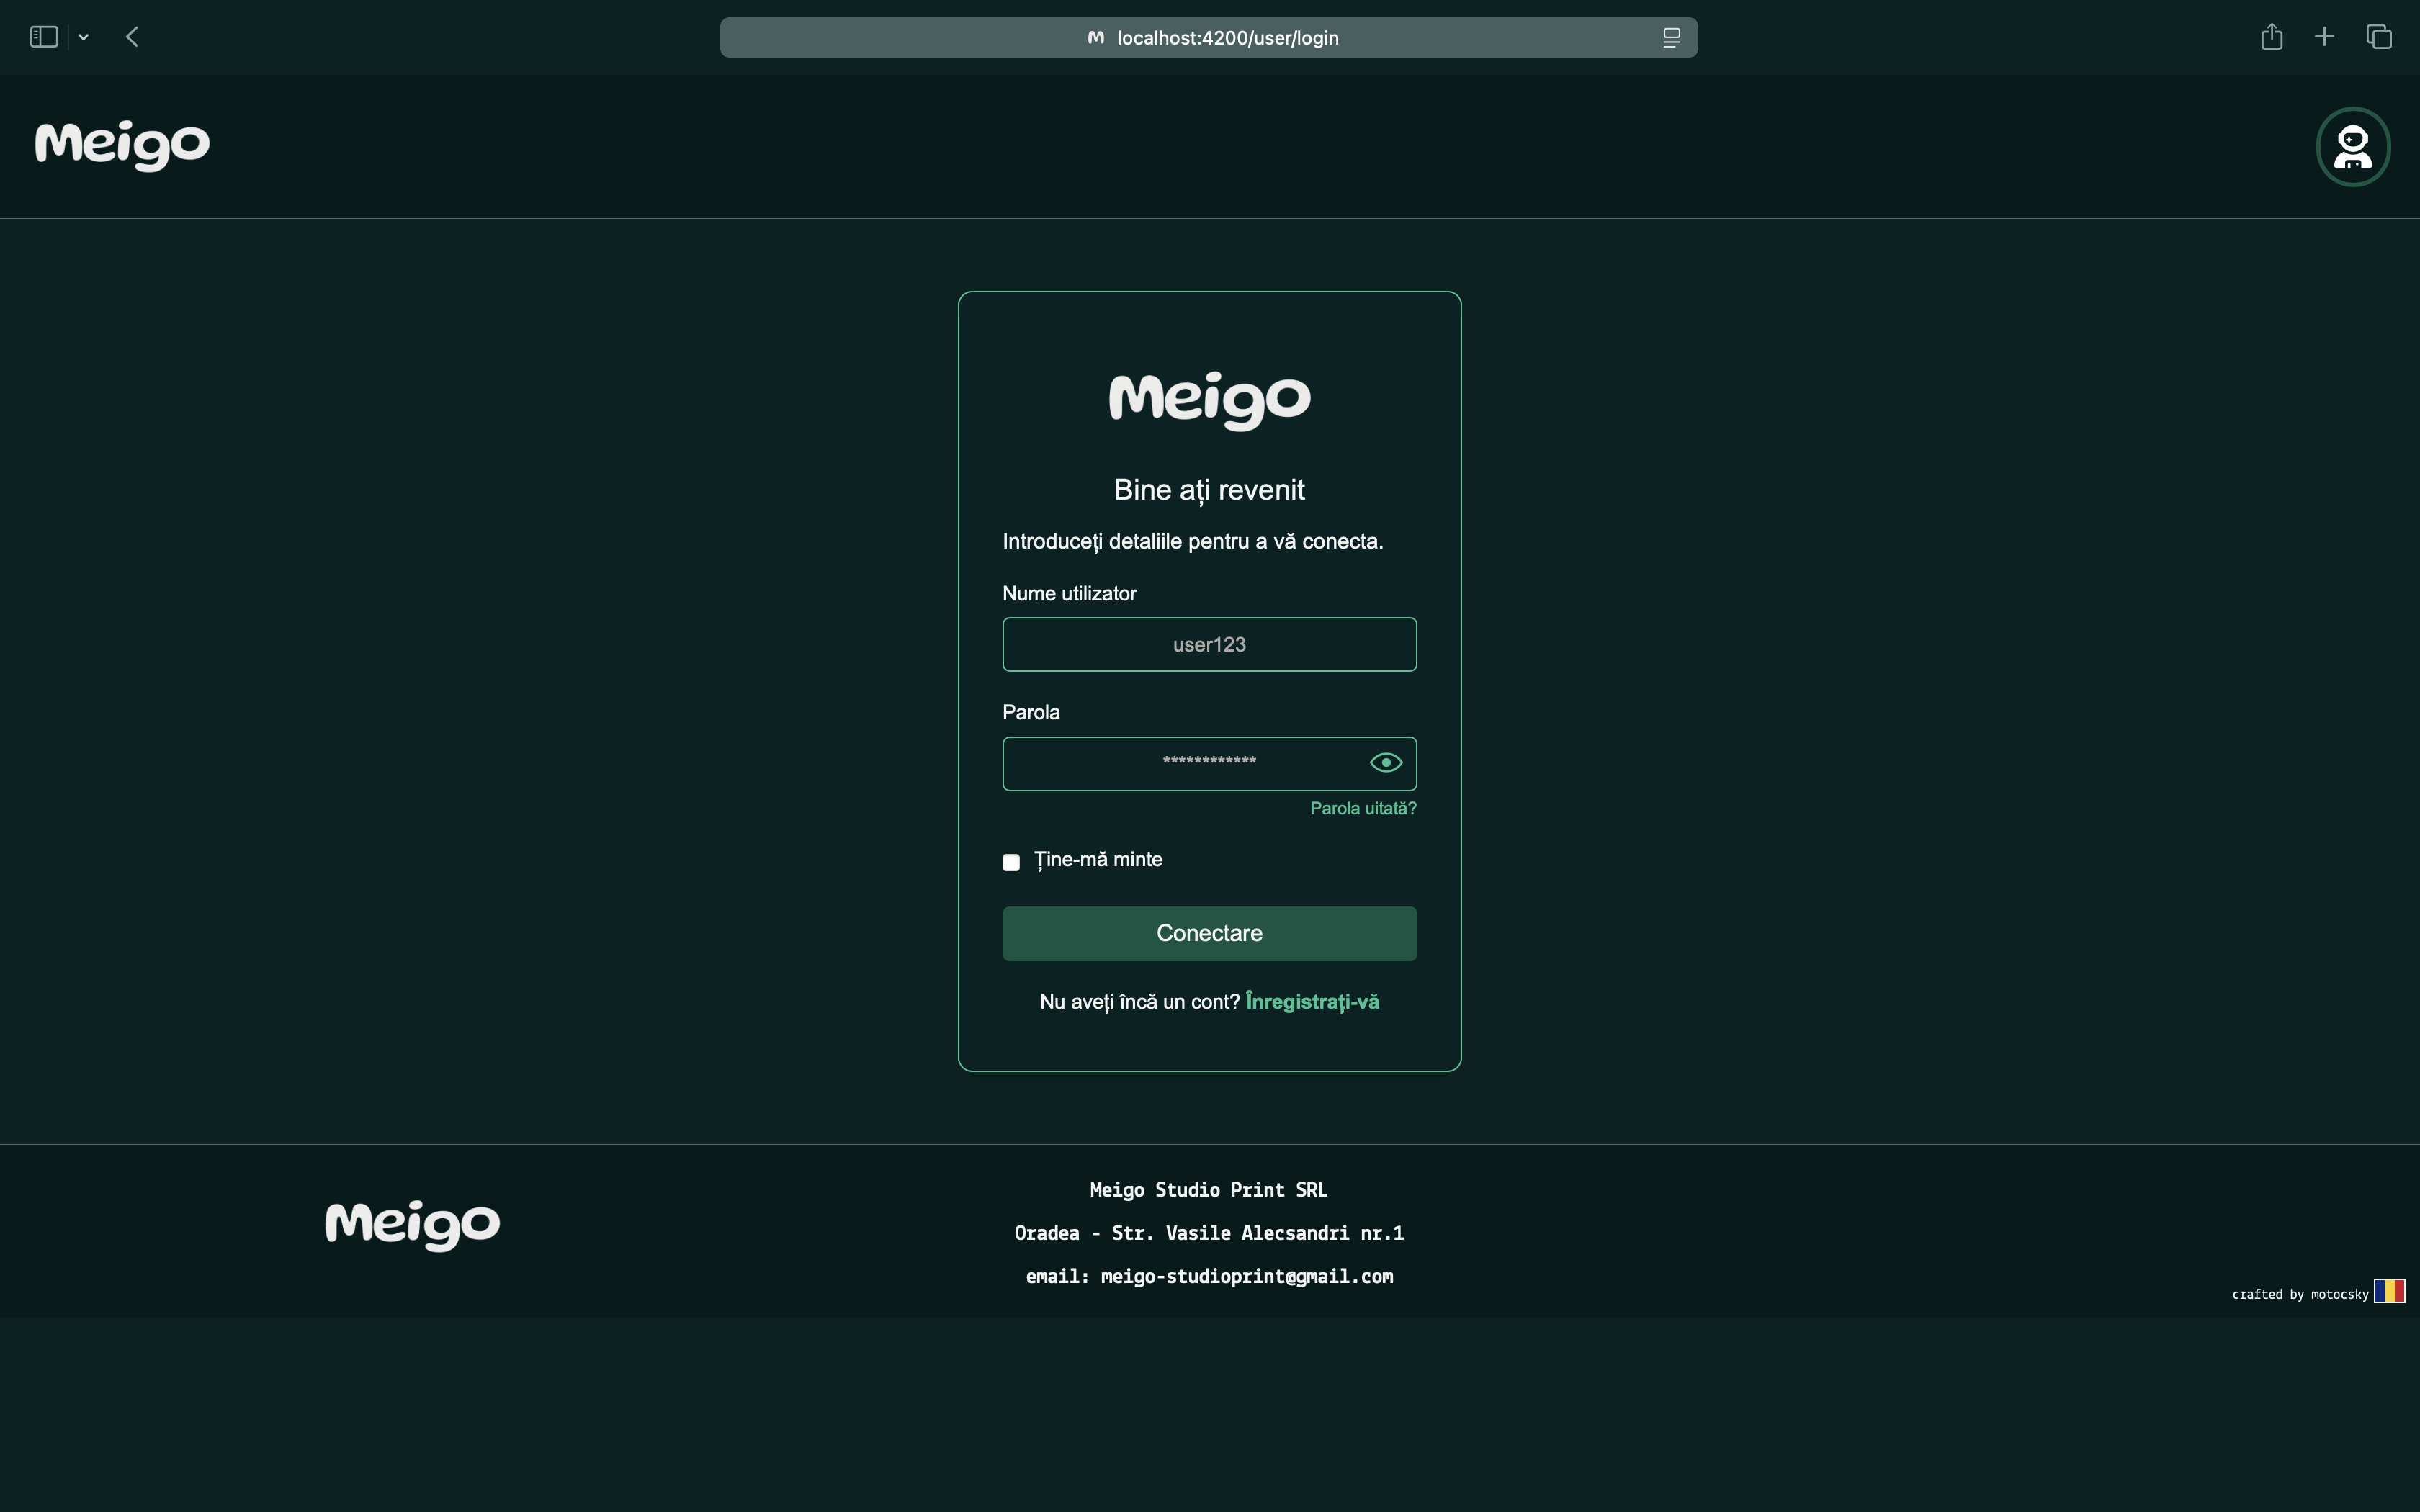 localhost:4200/user/login
Meigo
Meigo
Bine ați revenit
Introduceți detaliile pentru a vă conecta.
Nume utilizator
user123
Parola
*************
Parola uitată?
Ține-mă minte
Conectare
Nu aveți încă un cont? Înregistrați-vă
Meigo
Meigo Studio Print SRL
Oradea - Str. Vasile Alecsandri nr.1
email: meigo-studioprint@gmail.com
crafted by motocsky